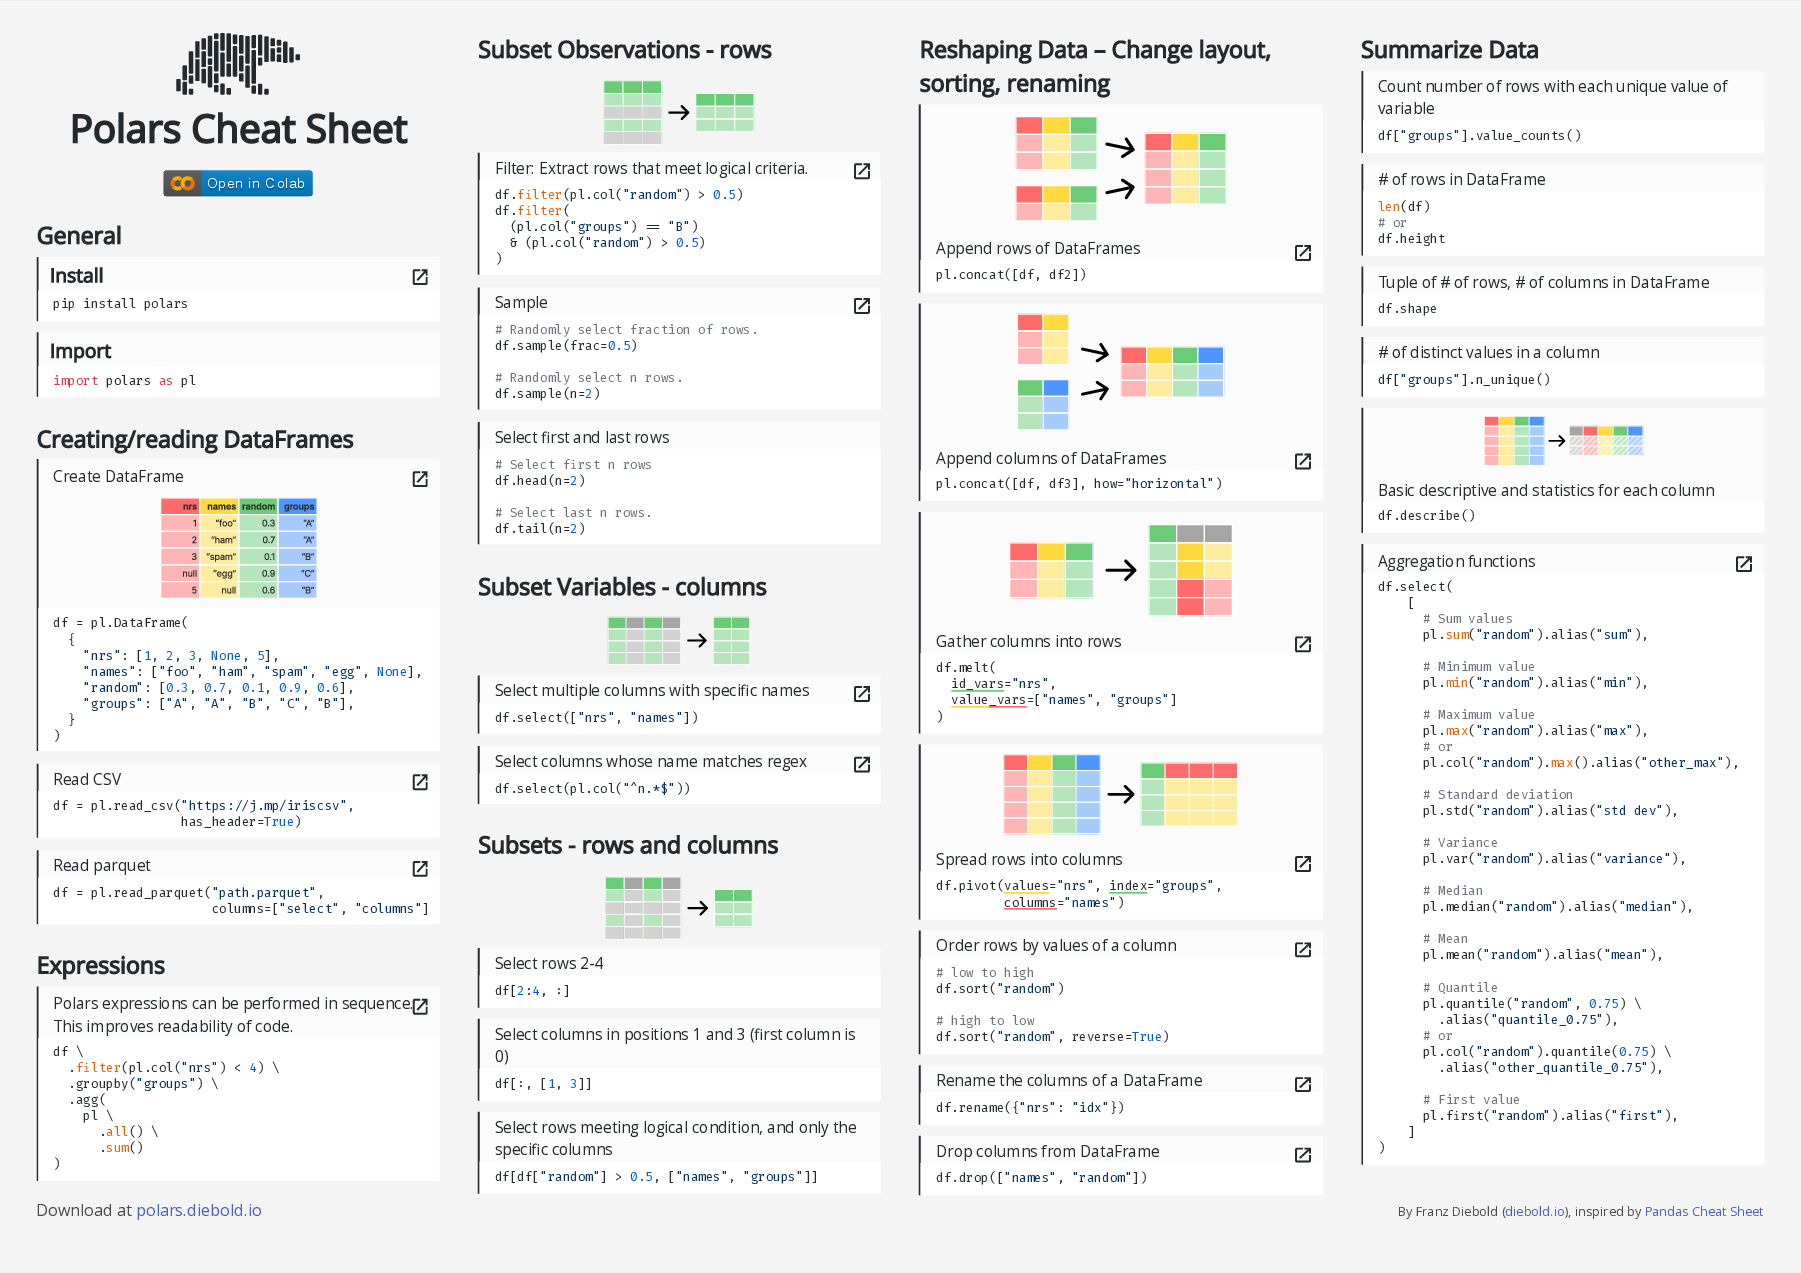 Polars Cheat Sheet
Open in Colab
General
Install
pip install polars
Import
import polars as pl
Creating/reading DataFrames
Create DataFrame
nrs names random groups
1 "foo" 0.3 "A"
2 "ham" 0.7 "A"
3 "spam" 0.1 "B"
null "egg" 0.9 "C"
5 null 0.6 "B"
df = pl.DataFrame(
  {
    "nrs": [1, 2, 3, None, 5],
    "names": ["foo", "ham", "spam", "egg", None],
    "random": [0.3, 0.7, 0.1, 0.9, 0.6],
    "groups": ["A", "A", "B", "C", "B"],
  }
)
Read CSV
df = pl.read_csv("https://j.mp/iriscsv",
                 has_header=True)
Read parquet
df = pl.read_parquet("path.parquet",
                     columns=["select", "columns"]
Expressions
Polars expressions can be performed in sequence.
This improves readability of code.
df \
  .filter(pl.col("nrs") < 4) \
  .groupby("groups") \
  .agg(
    pl \
      .all() \
      .sum()
)
Download at polars.diebold.io
Subset Observations - rows
Filter: Extract rows that meet logical criteria.
df.filter(pl.col("random") > 0.5)
df.filter(
  (pl.col("groups") == "B")
  & (pl.col("random") > 0.5)
)
Sample
# Randomly select fraction of rows.
df.sample(frac=0.5)
# Randomly select n rows.
df.sample(n=2)
Select first and last rows
# Select first n rows
df.head(n=2)
# Select last n rows.
df.tail(n=2)
Subset Variables - columns
Select multiple columns with specific names
df.select(["nrs", "names"])
Select columns whose name matches regex
df.select(pl.col("^n.*$"))
Subsets - rows and columns
Select rows 2-4
df[2:4, :]
Select columns in positions 1 and 3 (first column is
0)
df[:, [1, 3]]
Select rows meeting logical condition, and only the
specific columns
df[df["random"] > 0.5, ["names", "groups"]]
Reshaping Data – Change layout,
sorting, renaming
Append rows of DataFrames
pl.concat([df, df2])
Append columns of DataFrames
pl.concat([df, df3], how="horizontal")
Gather columns into rows
df.melt(
  id_vars="nrs",
  value_vars=["names", "groups"]
)
Spread rows into columns
df.pivot(values="nrs", index="groups",
         columns="names")
Order rows by values of a column
# low to high
df.sort("random")
# high to low
df.sort("random", reverse=True)
Rename the columns of a DataFrame
df.rename({"nrs": "idx"})
Drop columns from DataFrame
df.drop(["names", "random"])
Summarize Data
Count number of rows with each unique value of
variable
df["groups"].value_counts()
# of rows in DataFrame
len(df)
# or
df.height
Tuple of # of rows, # of columns in DataFrame
df.shape
# of distinct values in a column
df["groups"].n_unique()
Basic descriptive and statistics for each column
df.describe()
Aggregation functions
df.select(
    [
      # Sum values
      pl.sum("random").alias("sum"),
      # Minimum value
      pl.min("random").alias("min"),
      # Maximum value
      pl.max("random").alias("max"),
      # or
      pl.col("random").max().alias("other_max"),
      # Standard deviation
      pl.std("random").alias("std dev"),
      # Variance
      pl.var("random").alias("variance"),
      # Median
      pl.median("random").alias("median"),
      # Mean
      pl.mean("random").alias("mean"),
      # Quantile
      pl.quantile("random", 0.75) \
        .alias("quantile_0.75"),
      # or
      pl.col("random").quantile(0.75) \
        .alias("other_quantile_0.75"),
      # First value
      pl.first("random").alias("first"),
    ]
)
By Franz Diebold (diebold.io), inspired by Pandas Cheat Sheet